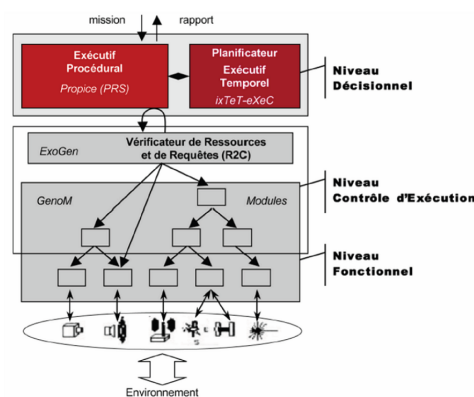 mission
rapport
Exécutif
Procédural
Propice (PRS)
Planificateur
Exécutif
Temporel
ixTeT-eXeC
Niveau
Décisionnel
ExoGen
Vérificateur de Ressources
et de Requêtes (R2C)
GenoM
Modules
Niveau
Contrôle d'Exécution
Niveau
Fonctionnel
Environnement